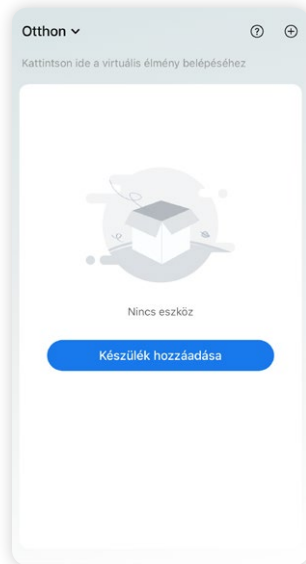 Otthon
Kattintson ide a virtuális élmény belépéséhez
Nincs eszköz
Készülék hozzáadása